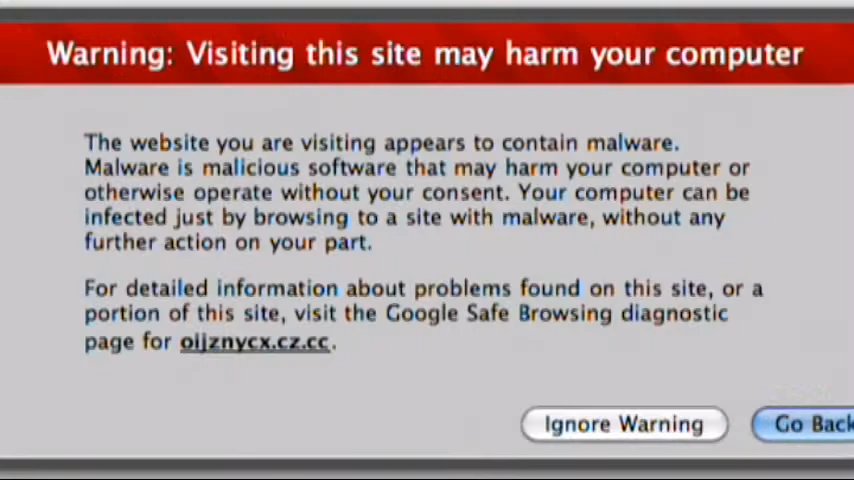 Warning: Visiting this site may harm your computer
The website you are visiting appears to contain malware.
Malware is malicious software that may harm your computer or
otherwise operate without your consent. Your computer can be
infected just by browsing to a site with malware, without any
further action on your part.
For detailed information about problems found on this site, or a
portion of this site, visit the Google Safe Browsing diagnostic
page for oijznycx.cz.cc.
Ignore Warning
Go Back